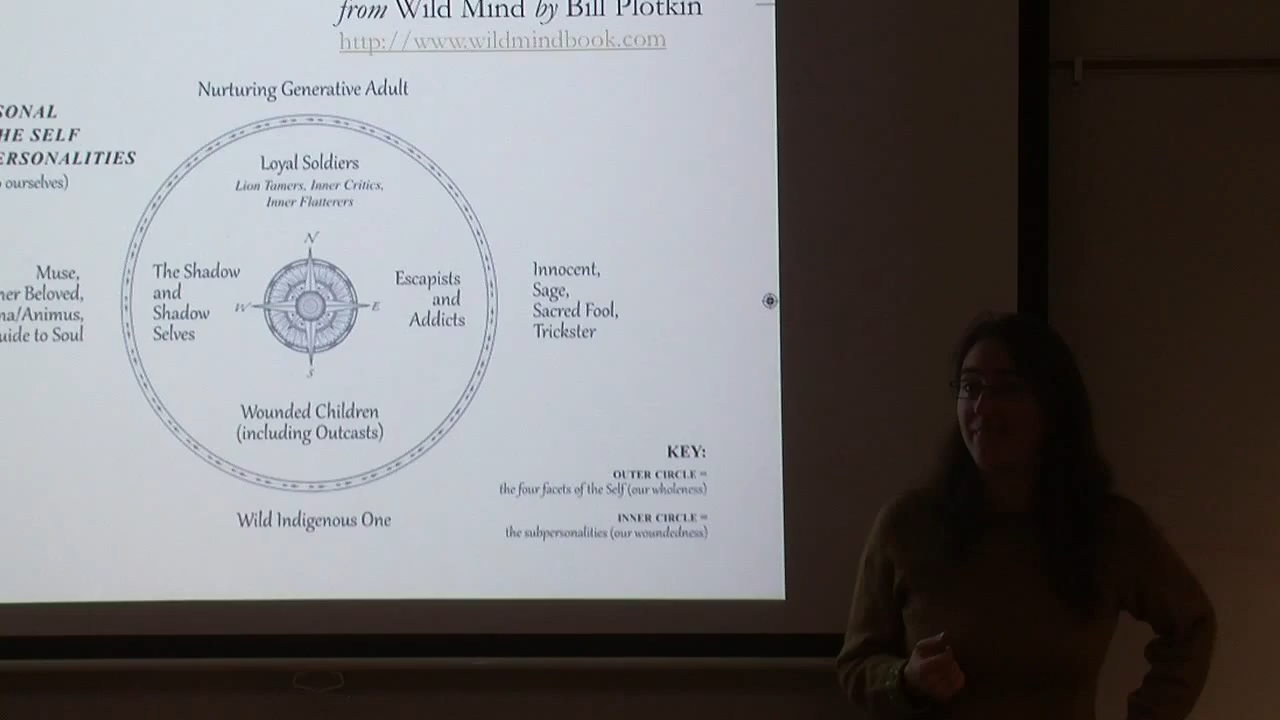 from Wild Mind by Bill Plotkin
http://www.wildmindbook.com
Nurturing Generative Adult
SONAL
HE SELF
ERSONALITIES
ourselves)
Loyal Soldiers
Lion Tamers, Inner Critics,
Inner Flatterers
N
Muse,
ner Beloved,
na/Animus,
uide to Soul
The Shadow
and
Shadow
Selves
W
E
Escapists
and
Addicts
Innocent,
Sage,
Sacred Fool,
Trickster
S
Wounded Children
(including Outcasts)
Wild Indigenous One
KEY:
OUTER CIRCLE =
the four facets of the Self (our wholeness)
INNER CIRCLE =
the subpersonalities (our woundedness)